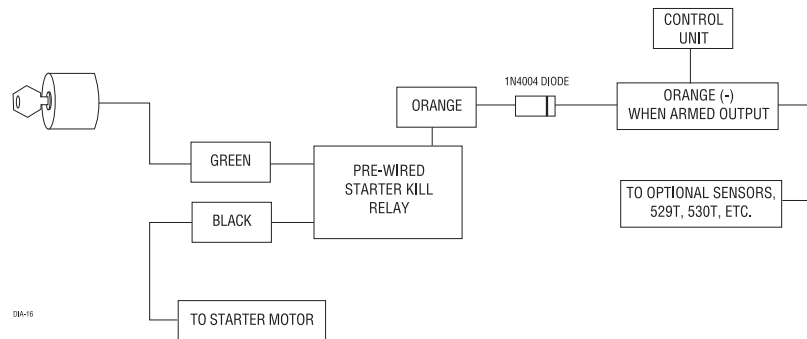 CONTROL
UNIT
1N4004 DIODE
ORANGE
ORANGE (-)
WHEN ARMED OUTPUT
GREEN
PRE-WIRED
STARTER KILL
RELAY
BLACK
TO OPTIONAL SENSORS,
529T, 530T, ETC.
DIA-16
TO STARTER MOTOR